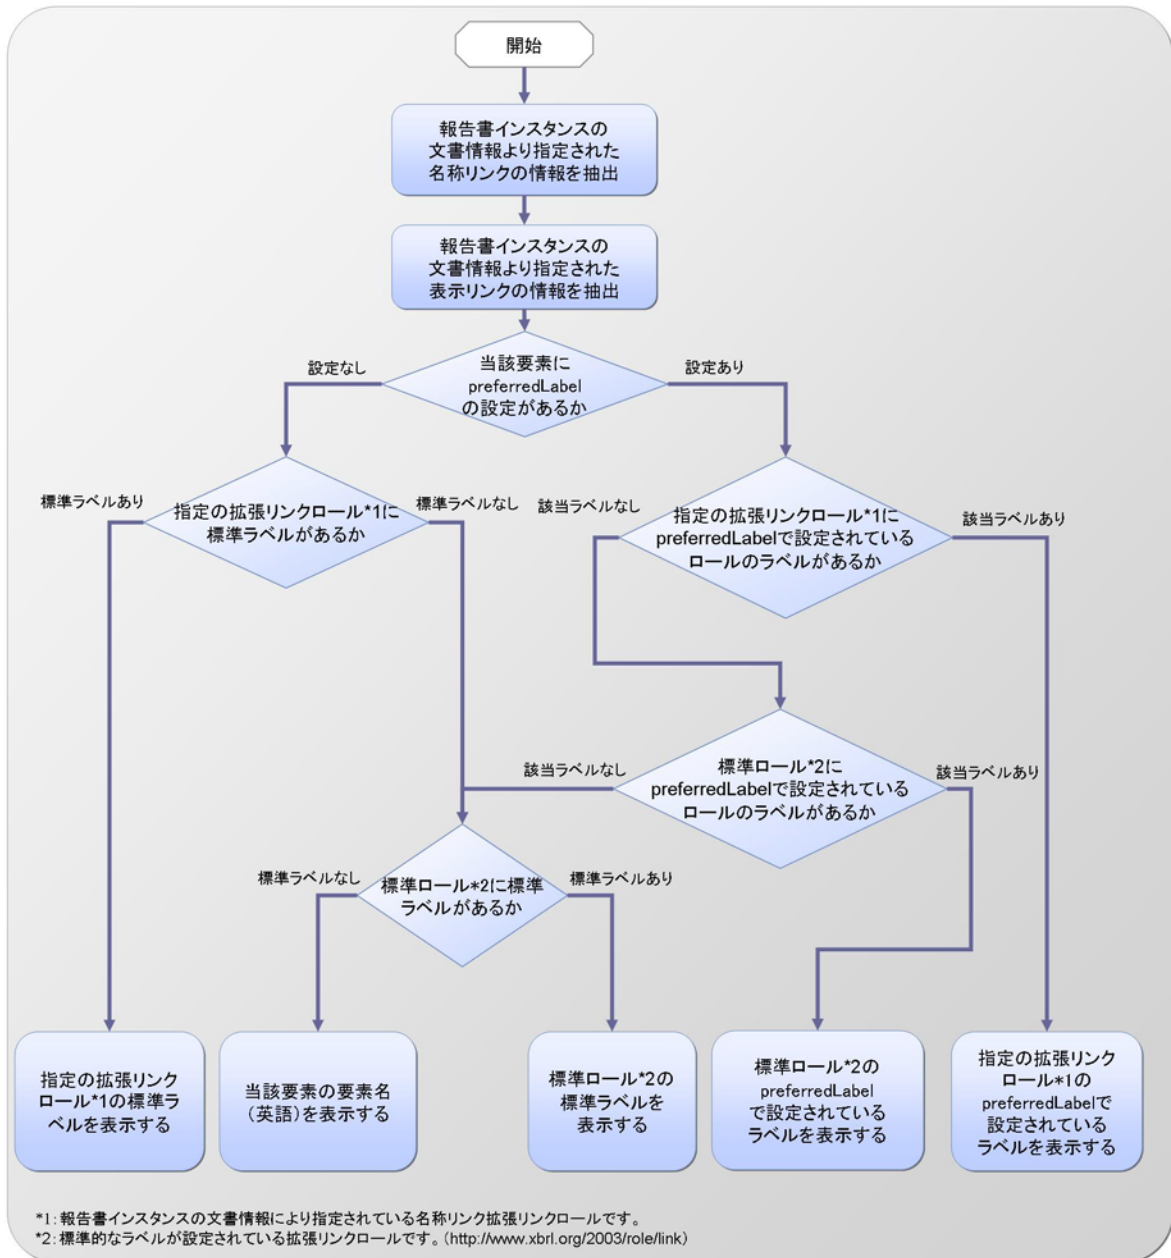 開始
報告書インスタンスの
文書情報より指定された
名称リンクの情報を抽出
報告書インスタンスの
文書情報より指定された
表示リンクの情報を抽出
設定なし
当該要素に
preferredLabel
の設定があるか
設定あり
標準ラベルあり
指定の拡張リンクロール*1に
標準ラベルがあるか
標準ラベルなし
該当ラベルなし
指定の拡張リンクロール*1に
preferredLabelで設定されている
ロールのラベルがあるか
該当ラベルあり
該当ラベルなし
標準ロール*2に
preferredLabelで設定されている
ロールのラベルがあるか
該当ラベルあり
標準ラベルなし
標準ロール*2に標準
ラベルがあるか
標準ラベルあり
指定の拡張リンク
ロール*1の標準ラ
ベルを表示する
当該要素の要素名
（英語）を表示する
標準ロール*2の
標準ラベルを
表示する
標準ロール*2の
preferredLabel
で設定されている
ラベルを表示する
指定の拡張リンク
ロール*1の
preferredLabelで
設定されている
ラベルを表示する
*1：報告書インスタンスの文書情報により指定されている名称リンク拡張リンクロールです。
*2：標準的なラベルが設定されている拡張リンクロールです。（http://www.xbrl.org/2003/role/link）